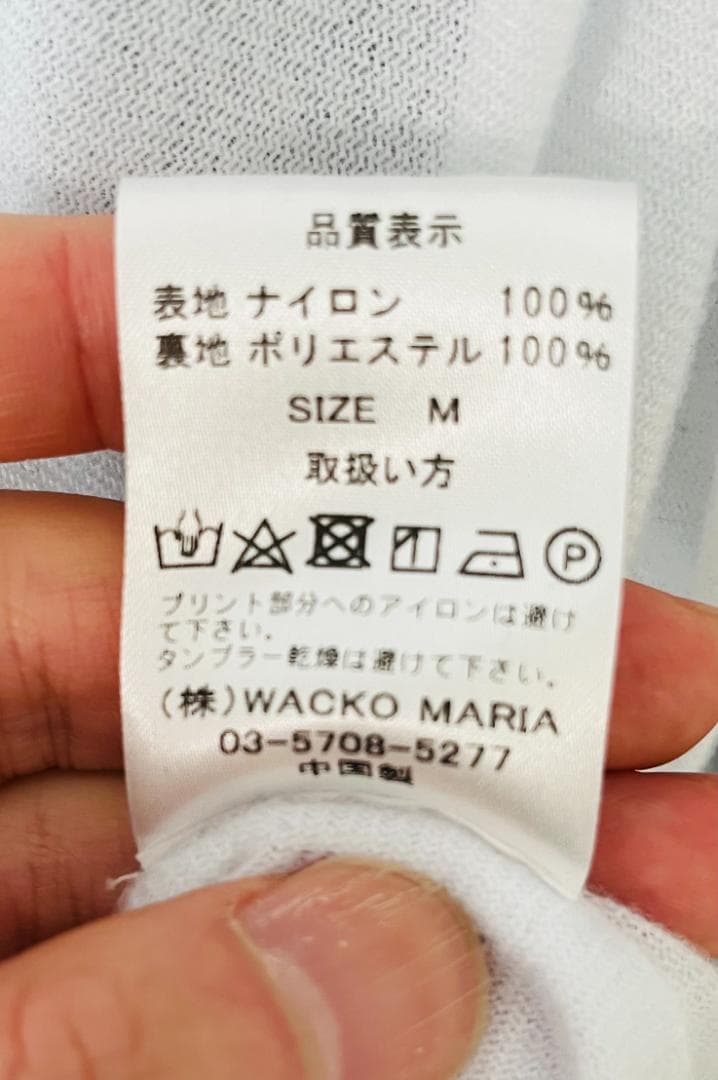 品質表示
表地 ナイロン 100%
裏地 ポリエステル 100%
SIZE M
取扱い方
P
プリント部分へのアイロンは避け
て下さい.
タンブラー乾燥は避けて下さい.
(株)WACKO MARIA
03-5708-5277
中国製